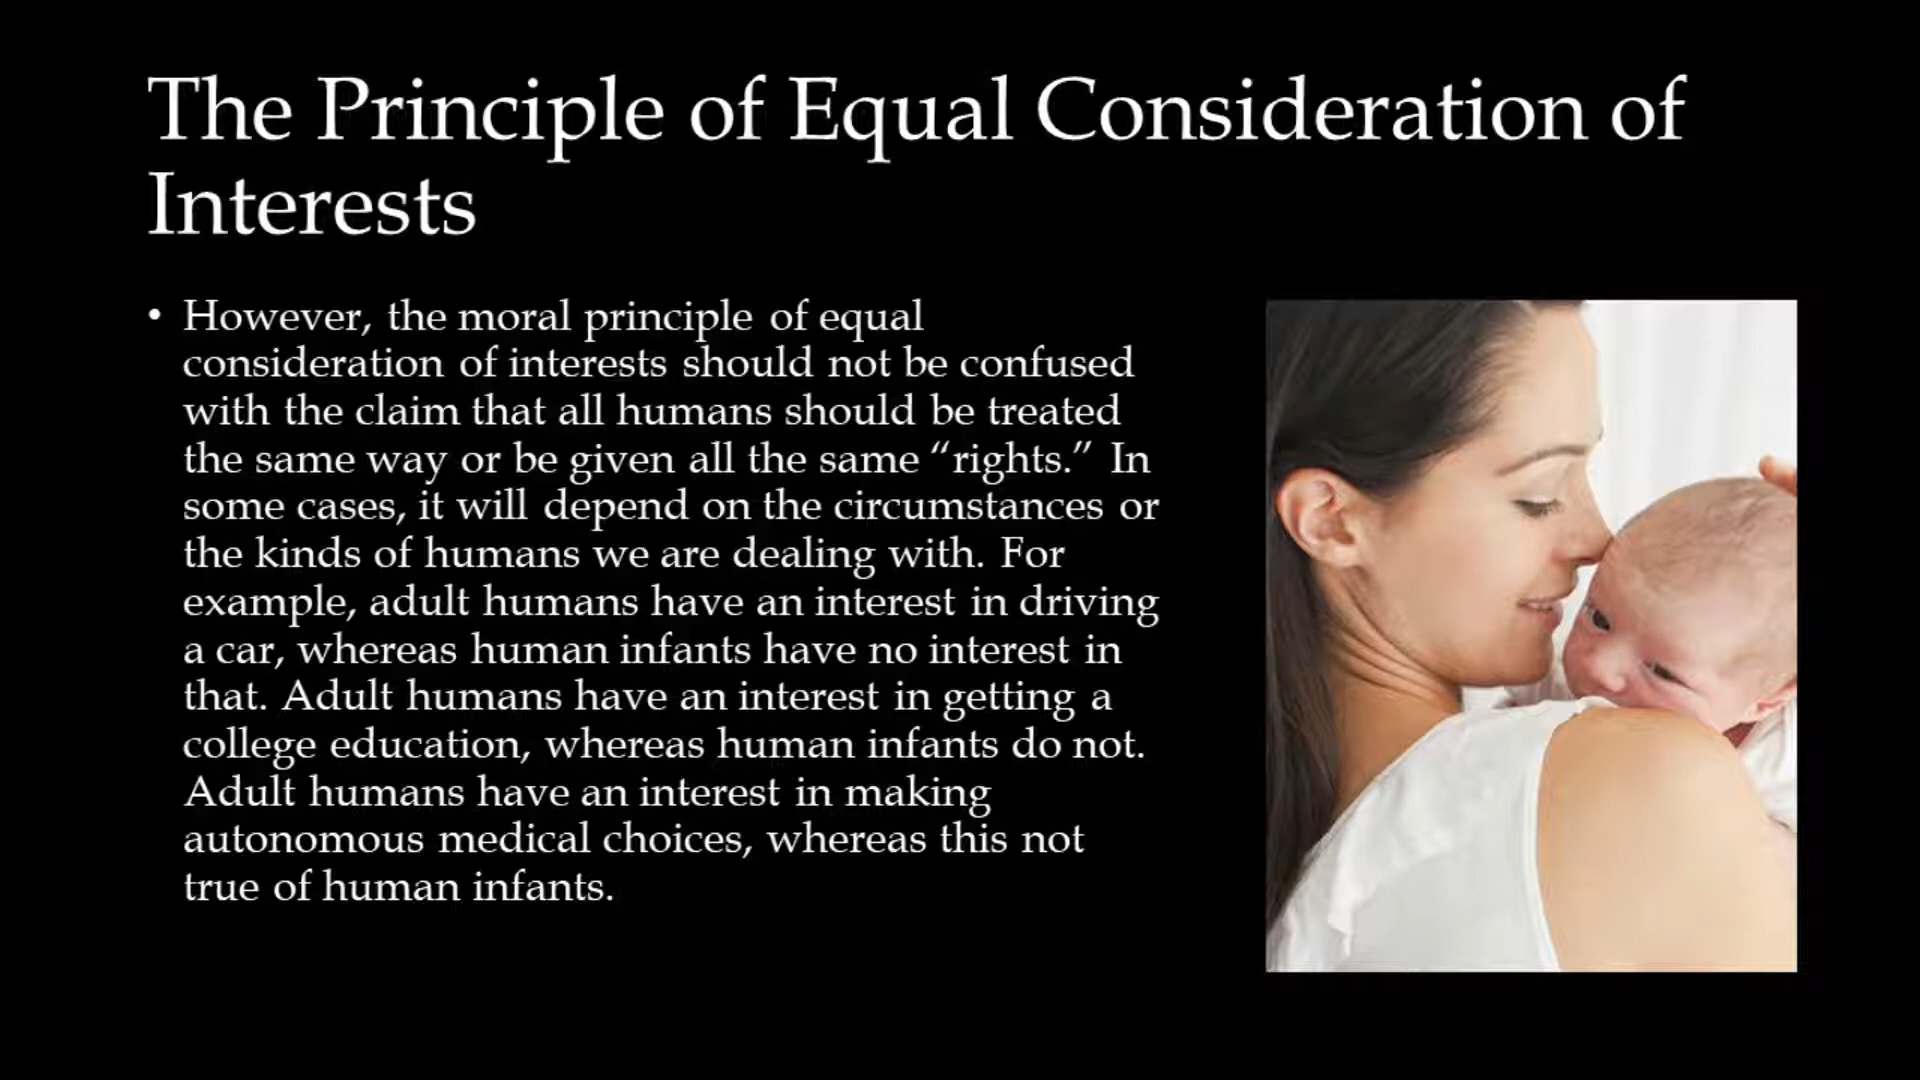 The Principle of Equal Consideration of
Interests
• However, the moral principle of equal
consideration of interests should not be confused
with the claim that all humans should be treated
the same way or be given all the same “rights.” In
some cases, it will depend on the circumstances or
the kinds of humans we are dealing with. For
example, adult humans have an interest in driving
a car, whereas human infants have no interest in
that. Adult humans have an interest in getting a
college education, whereas human infants do not.
Adult humans have an interest in making
autonomous medical choices, whereas this not
true of human infants.